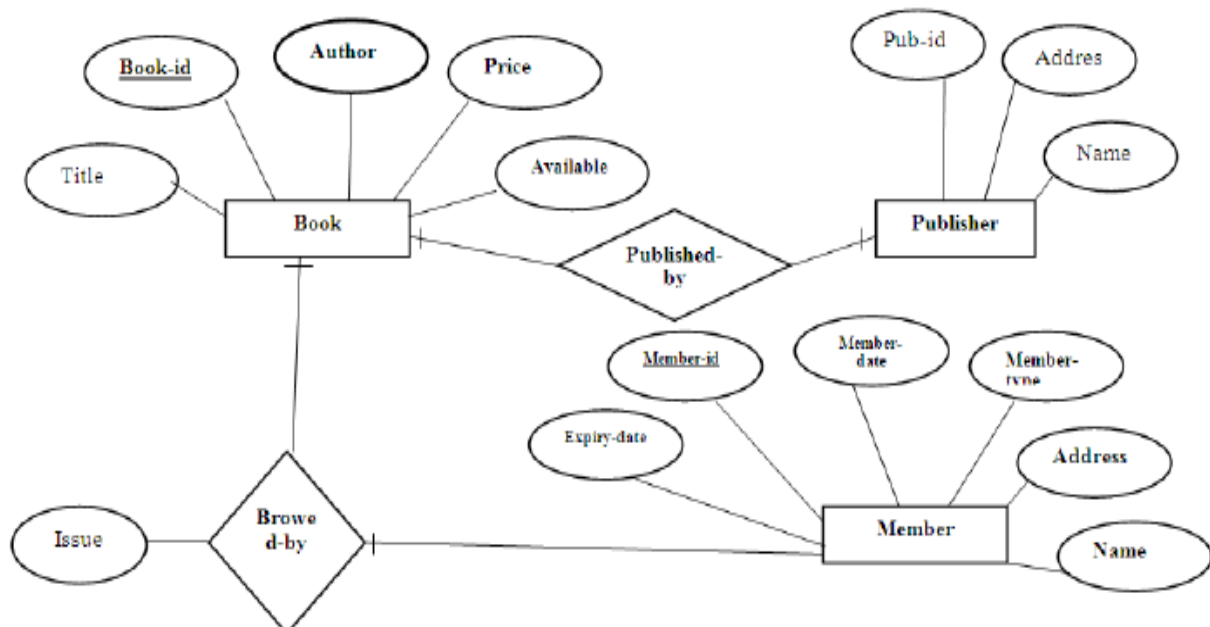 Pub-id
Author
Addres
Book-id
Price
Name
Available
Title
Book
Publisher
Published-
by
Member-
date
Member-id
Member-
type
Expiry-date
Address
Browe
d-by
Member
Issue
Name